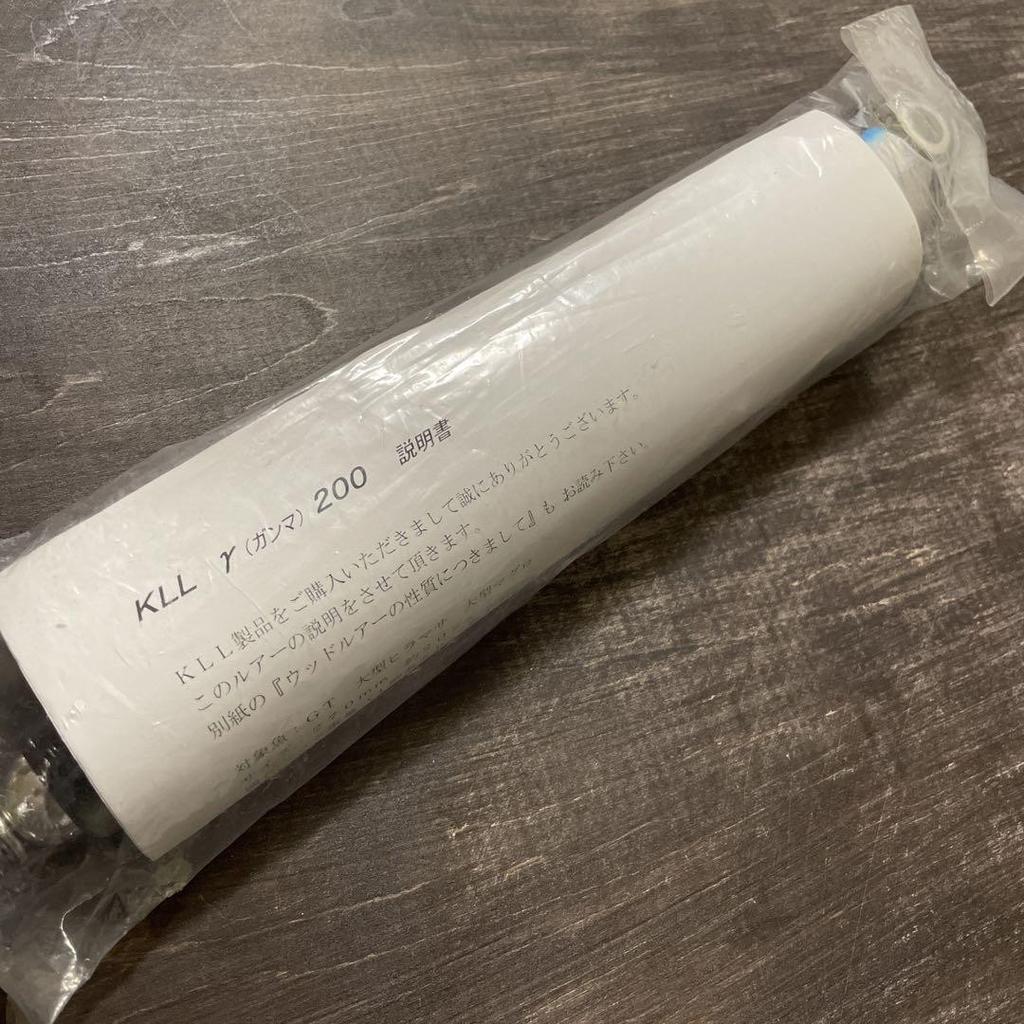 KLL γ(ガンマ)200 説明書
KLL製品をご購入いただきまして誠にありがとうございます。
このルアーの説明をさせて頂きます。
別紙の『ウッドルアーの性質につきまして』も お読み下さい。
対象魚:GT 大型ヒラマサ 大型マグロ